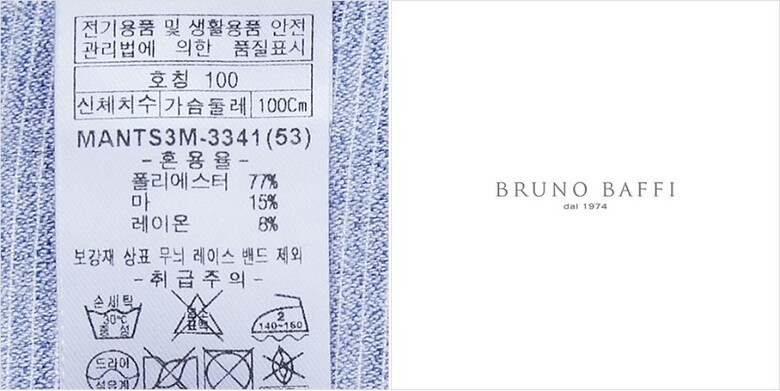 전기용품 및 생활용품 안전
관리법에 의한 품질표시
호칭 100
신체치수 가슴둘레 100Cm
MANTS3M-3341(53)
-혼용율-
폴리에스터 77%
마 15%
레이온 8%
보강재 상표 무늬 레이스 밴드 제외
-취급주의-
손세탁
30℃
중성
염소
표백
2
140~160
드라이
석유계
BRUNO BAFFI
dal 1974